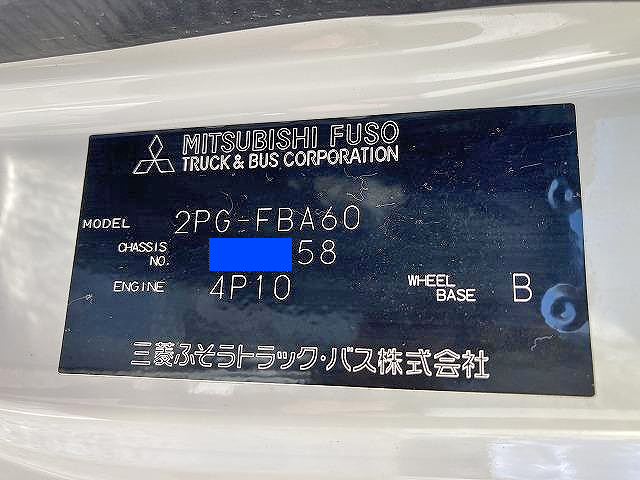 MITSUBISHI FUSO
TRUCK & BUS CORPORATION
MODEL 2PG-FBA60
CHASSIS NO. 58
ENGINE 4P10 WHEEL BASE B
三菱ふそうトラック・バス株式会社